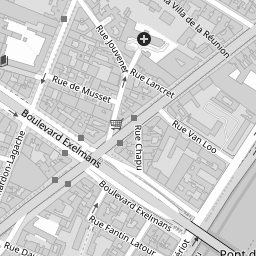 la Villa de la Réunion
Rue Jouvenet
Rue Lancret
Rue de Musset
Boulevard Exelmans
Rue Chapu
Rue Van Loo
Boulevard Exelmans
Pont d
Rue Fantin Latour